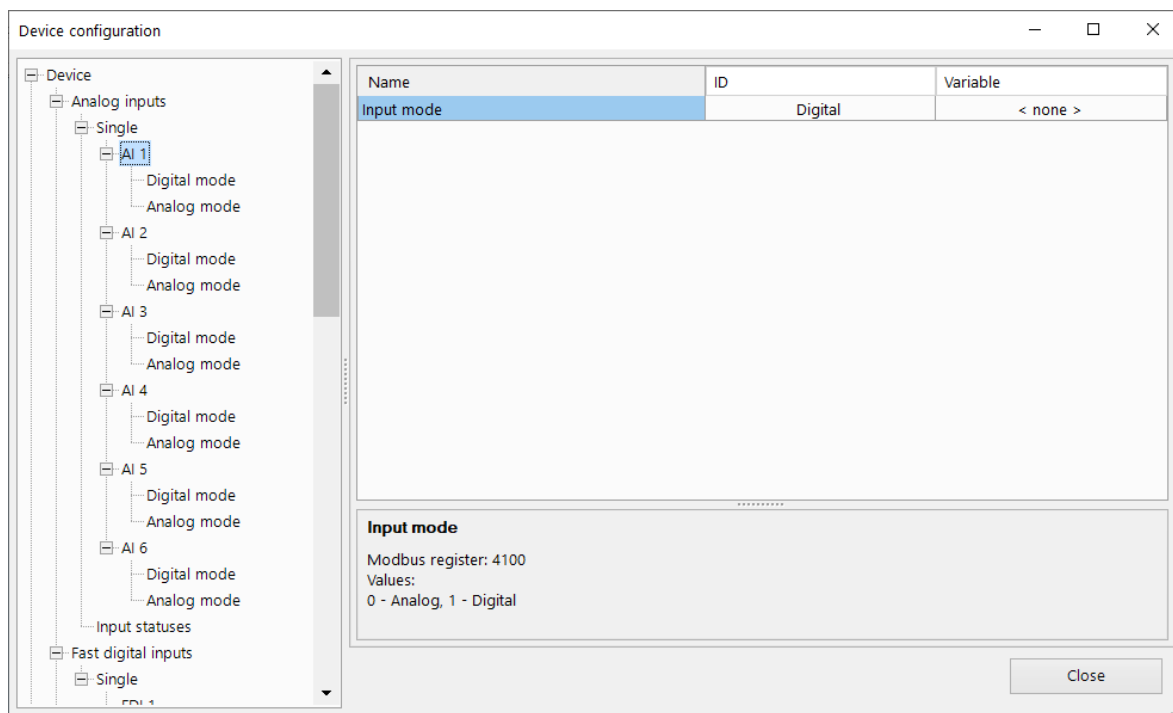 Device configuration
Device
Analog inputs
Single
AI 1
Digital mode
Analog mode
AI 2
Digital mode
Analog mode
AI 3
Digital mode
Analog mode
AI 4
Digital mode
Analog mode
AI 5
Digital mode
Analog mode
AI 6
Digital mode
Analog mode
Input statuses
Fast digital inputs
Single
Name ID Variable
Input mode Digital < none >
Input mode
Modbus register: 4100
Values:
0 - Analog, 1 - Digital
Close